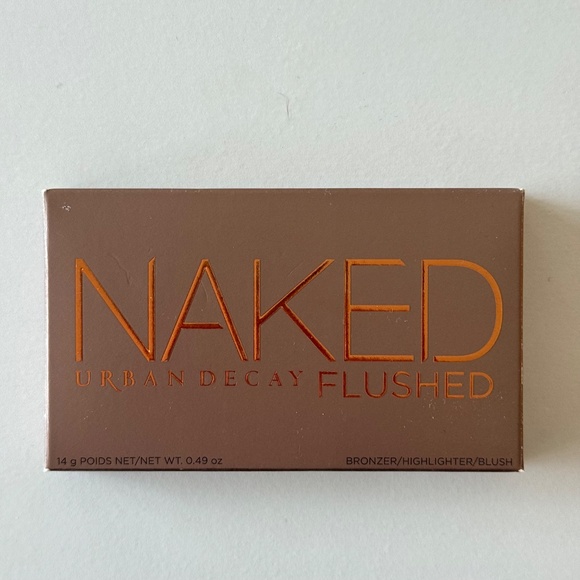 NAKED
URBAN DECAY FLUSHED
14 g POIDS NET/NET WT. 0.49 oz BRONZER/HIGHLIGHTER/BLUSH